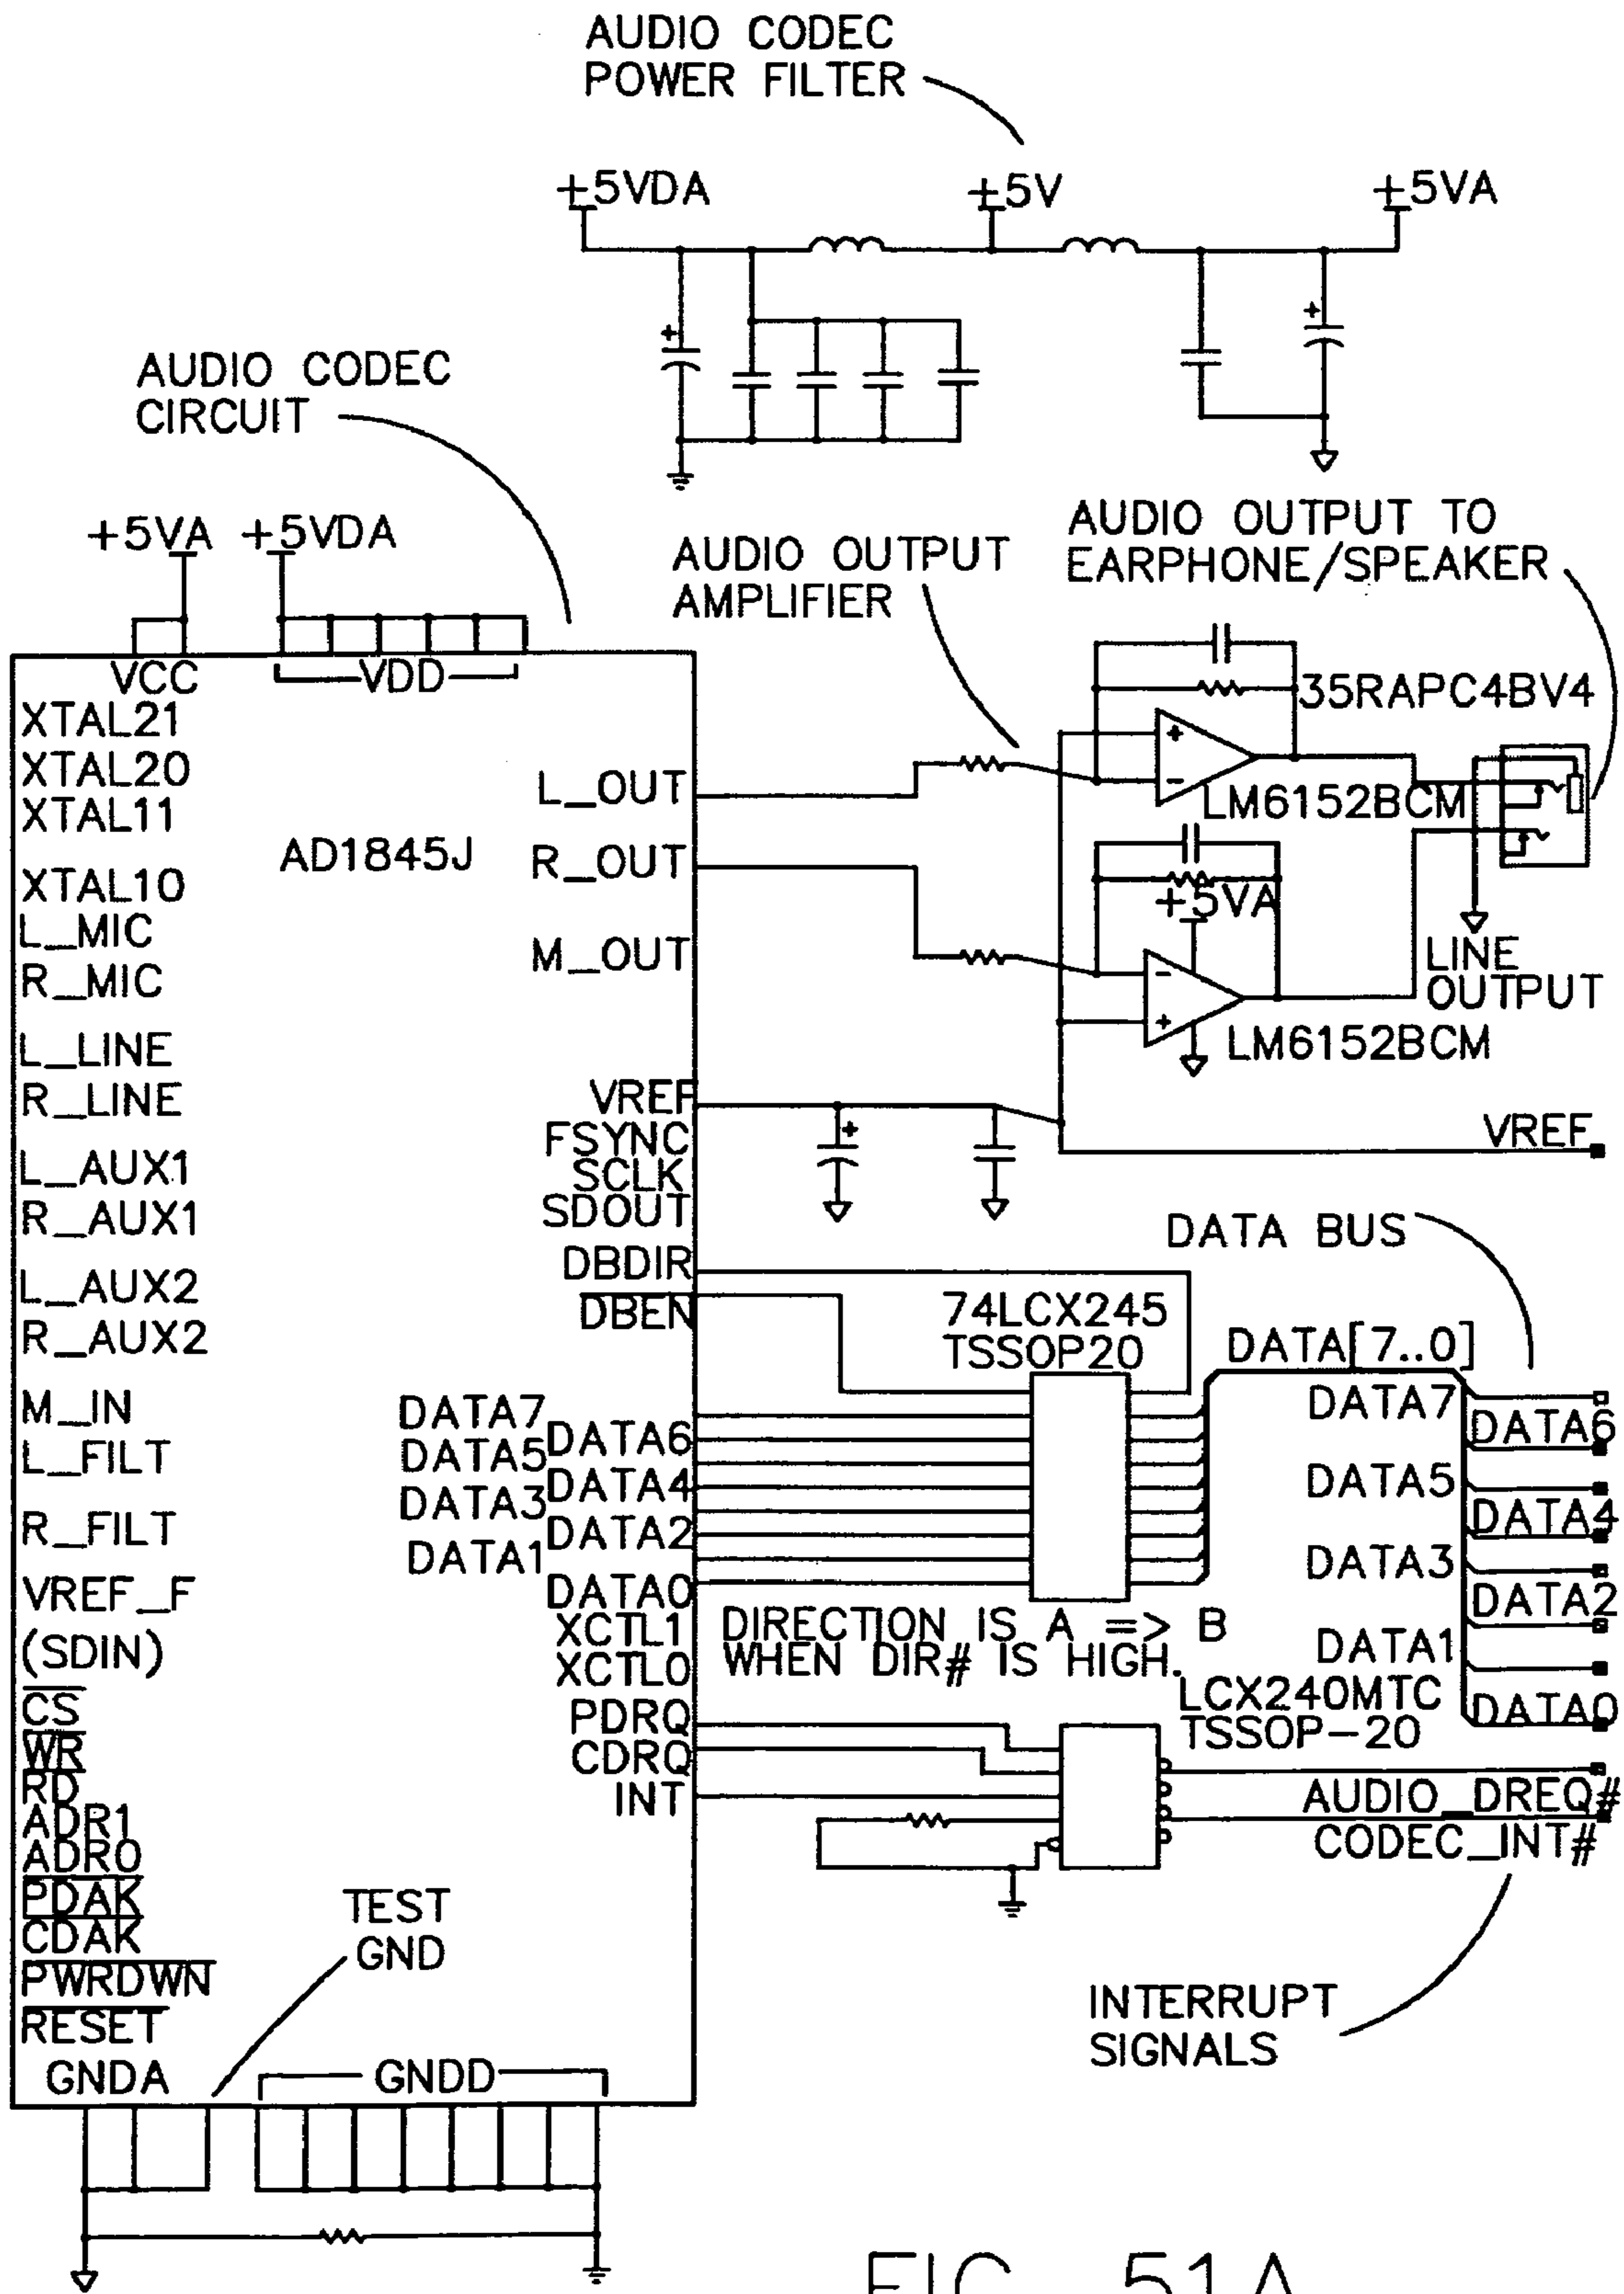 AUDIO CODEC
POWER FILTER
+5VDA
+5V
+5VA
+
+
AUDIO CODEC
CIRCUIT
+5VA
+5VDA
AUDIO OUTPUT
AMPLIFIER
AUDIO OUTPUT TO
EARPHONE/SPEAKER
VCC
VDD
XTAL21
XTAL20
XTAL11
XTAL10
L_MIC
R_MIC
L_LINE
R_LINE
L_AUX1
R_AUX1
L_AUX2
R_AUX2
M_IN
L_FILT
R_FILT
VREF_F
(SDIN)
CS
WR
RD
ADR1
ADR0
PDAK
CDAK
PWRDWN
RESET
GNDA
GNDD
TEST
GND
AD1845J
L_OUT
R_OUT
M_OUT
VREF
FSYNC
SCLK
SDOUT
DBDIR
DBEN
DATA7
DATA6
DATA5
DATA4
DATA3
DATA2
DATA1
DATA0
XCTL1
XCTL0
PDRQ
CDRQ
INT
35RAPC4BV4
+
−
LM6152BCM
+5VA
−
+
LM6152BCM
LINE
OUTPUT
+
VREF
DATA BUS
74LCX245
TSSOP20
DATA[7..0]
DATA7
DATA6
DATA5
DATA4
DATA3
DATA2
DATA1
DATA0
DIRECTION IS A => B
WHEN DIR# IS HIGH.
LCX240MTC
TSSOP-20
AUDIO_DREQ#
CODEC_INT#
INTERRUPT
SIGNALS
FIG. 51A